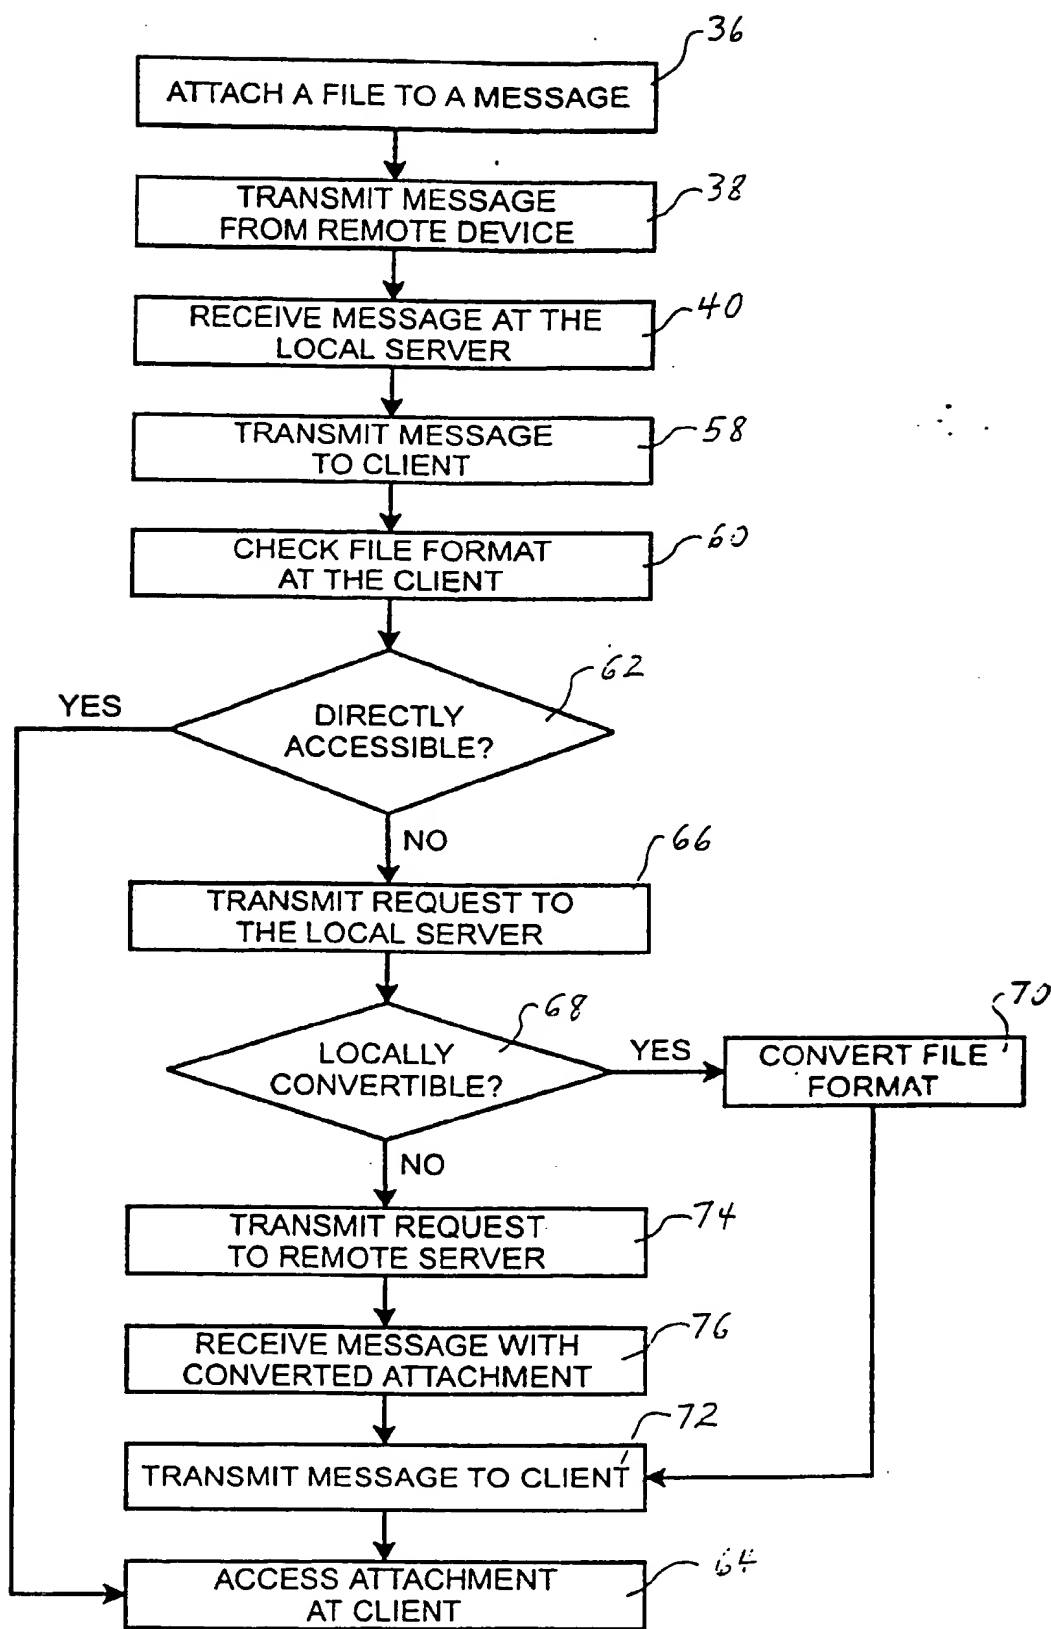 36
ATTACH A FILE TO A MESSAGE
38
TRANSMIT MESSAGE
FROM REMOTE DEVICE
40
RECEIVE MESSAGE AT THE
LOCAL SERVER
58
TRANSMIT MESSAGE
TO CLIENT
60
CHECK FILE FORMAT
AT THE CLIENT
62
YES
DIRECTLY
ACCESSIBLE?
NO
66
TRANSMIT REQUEST TO
THE LOCAL SERVER
68
LOCALLY
CONVERTIBLE?
YES
70
CONVERT FILE
FORMAT
NO
74
TRANSMIT REQUEST
TO REMOTE SERVER
76
RECEIVE MESSAGE WITH
CONVERTED ATTACHMENT
72
TRANSMIT MESSAGE TO CLIENT
64
ACCESS ATTACHMENT
AT CLIENT